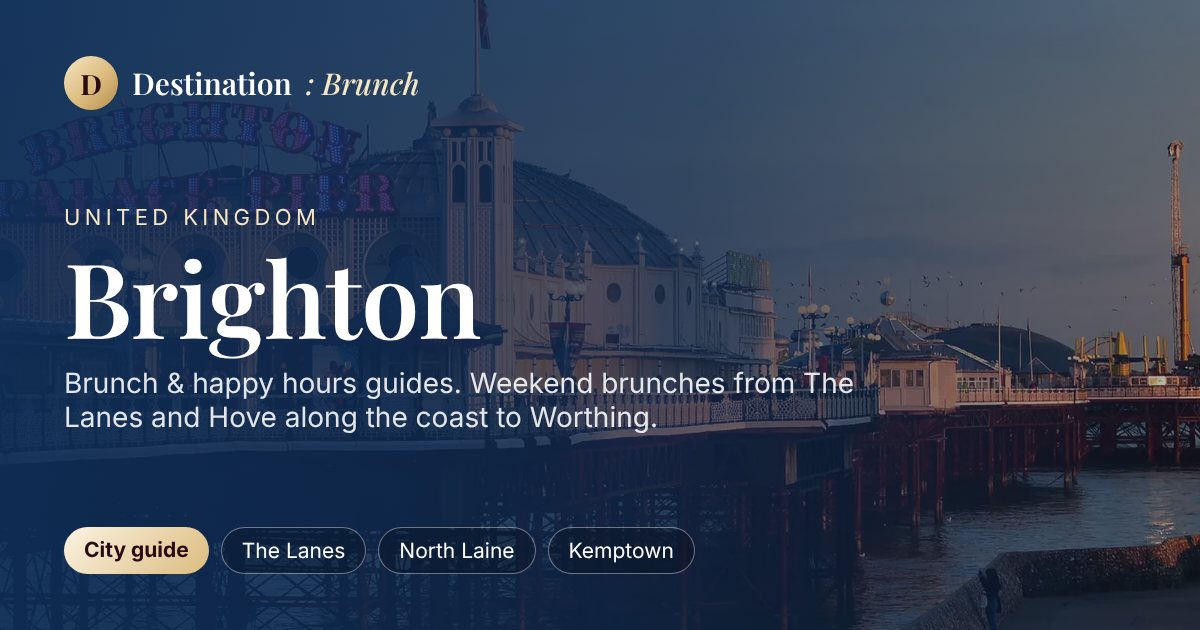 D Destination : Brunch
BRIGHTON
PALACE PIER
UNITED KINGDOM
Brighton
Brunch & happy hours guides. Weekend brunches from The
Lanes and Hove along the coast to Worthing.
City guide The Lanes North Laine Kemptown